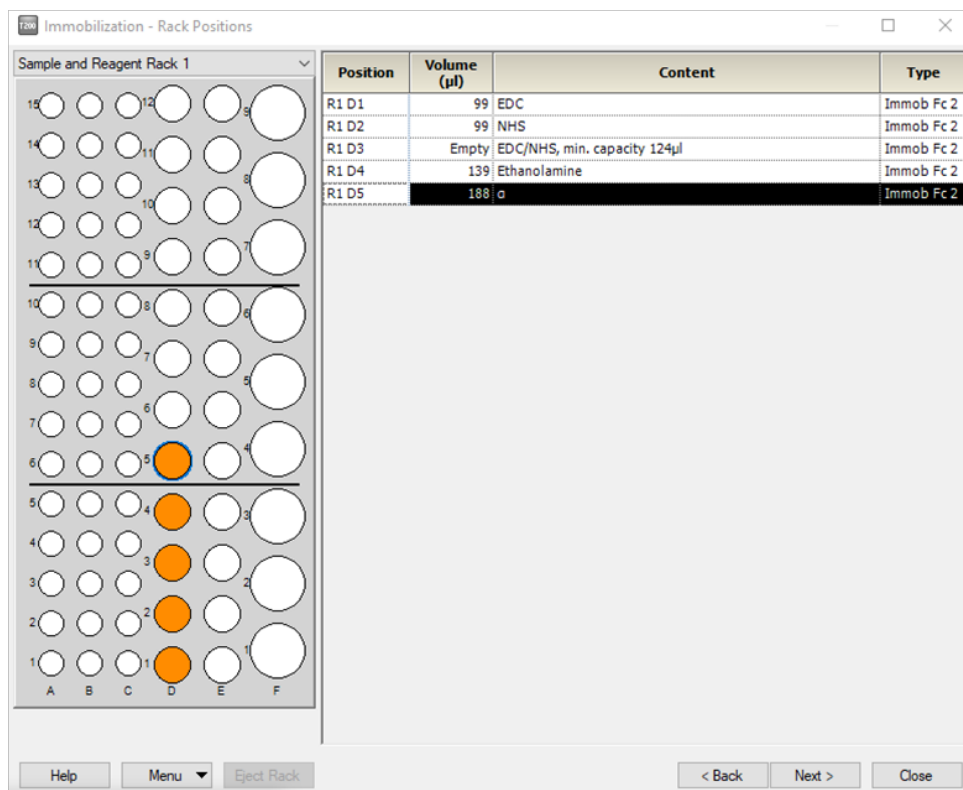 T200 Immobilization - Rack Positions
Sample and Reagent Rack 1
15 12 9
14 11
13 8
12 10
11 9 7
10 8 6
9 7
8 5
7 6
6 5 4
5 4 3
4
3 3 2
2 2
1 1 1
A B C D E F
Position Volume (µl) Content Type
R1 D1 99 EDC Immob Fc 2
R1 D2 99 NHS Immob Fc 2
R1 D3 Empty EDC/NHS, min. capacity 124µl Immob Fc 2
R1 D4 139 Ethanolamine Immob Fc 2
R1 D5 188 α Immob Fc 2
Help Menu Eject Rack < Back Next > Close